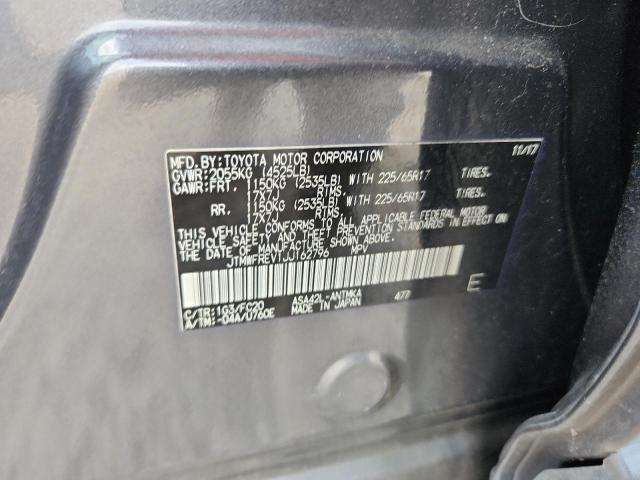 MFD. BY: TOYOTA MOTOR CORPORATION 11/17
GVWR: 2055KG (4525LB)
GAWR: FRT. 1150KG (2535LB) WITH 225/65R17 TIRES.
17X7J RIMS.
RR. 1150KG (2535LB) WITH 225/65R17 TIRES.
17X7J RIMS.
THIS VEHICLE CONFORMS TO ALL APPLICABLE FEDERAL MOTOR
VEHICLE SAFETY AND THEFT PREVENTION STANDARDS IN EFFECT ON
THE DATE OF MANUFACTURE SHOWN ABOVE.
JTMWFREV1JJ162796 MPV
E
C/TR: 1G3/FC20 ASA42L-ANTMKA 477
A/TM: -04A/U760E MADE IN JAPAN